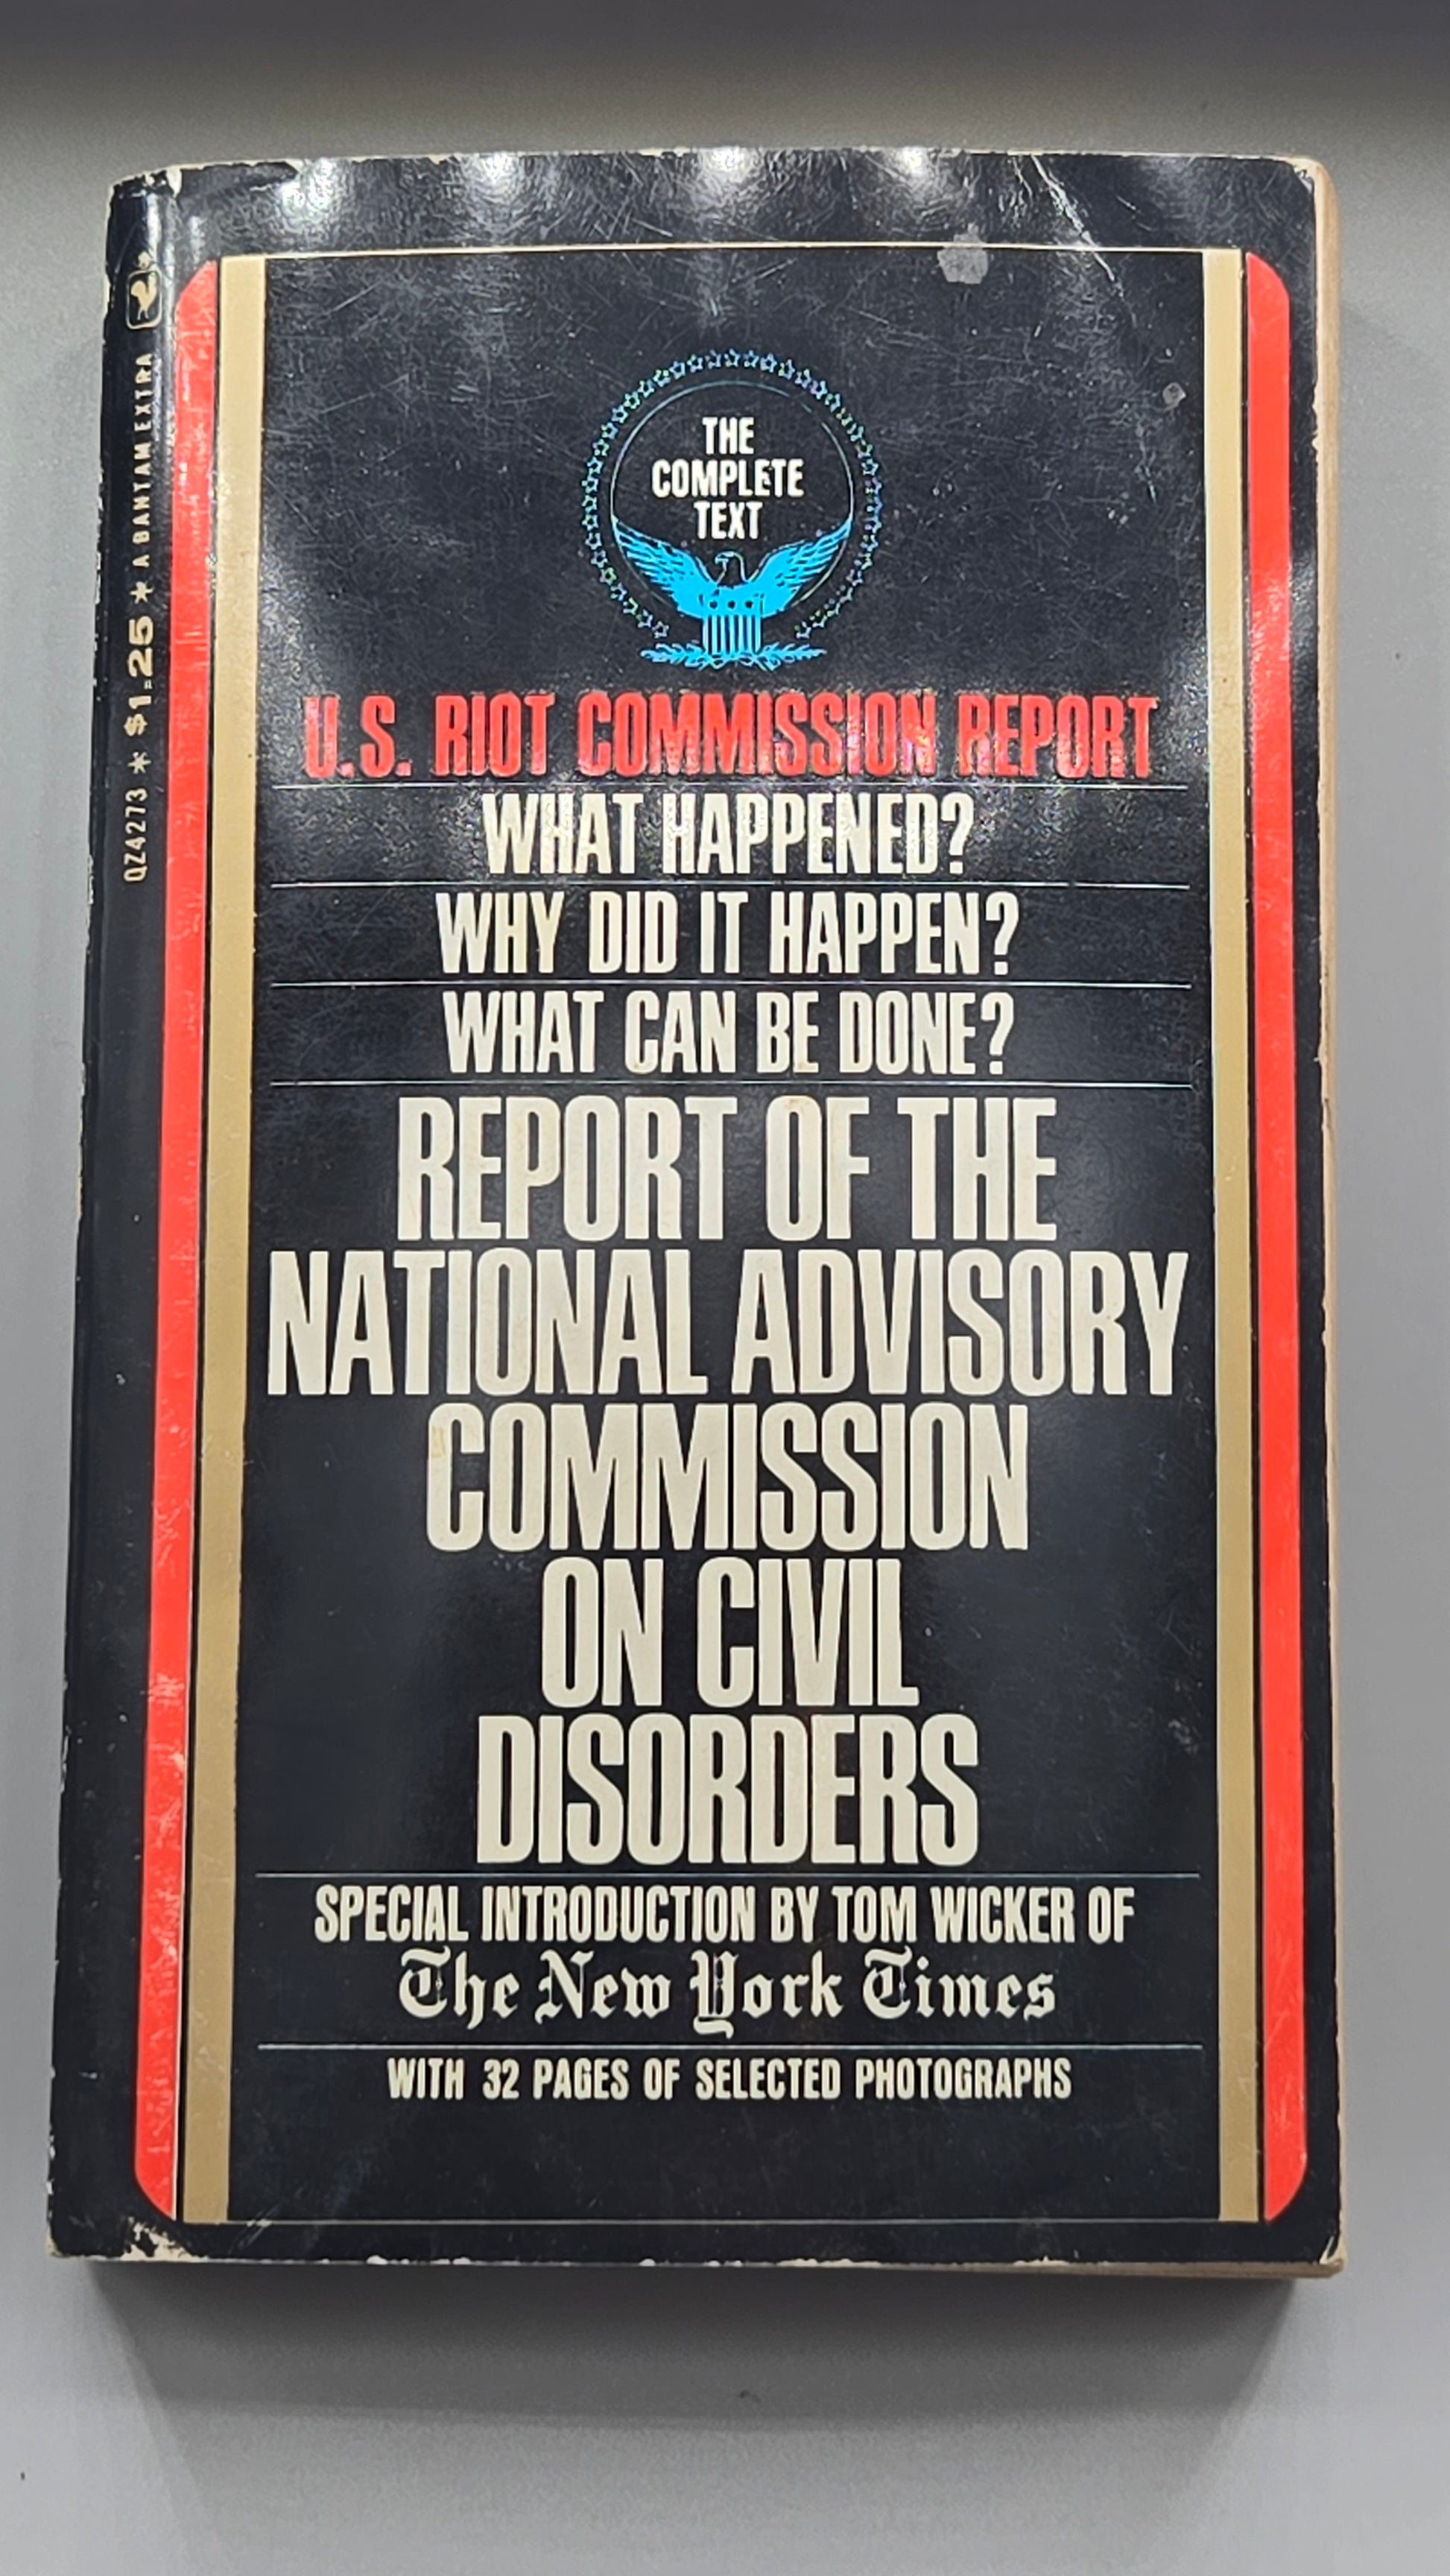 THE
COMPLETE
TEXT
U.S. RIOT COMMISSION REPORT
WHAT HAPPENED?
WHY DID IT HAPPEN?
WHAT CAN BE DONE?
REPORT OF THE
NATIONAL ADVISORY
COMMISSION
ON CIVIL
DISORDERS
SPECIAL INTRODUCTION BY TOM WICKER OF
The New York Times
WITH 32 PAGES OF SELECTED PHOTOGRAPHS
QZ4273 * $1.25 * A BANTAM EXTRA